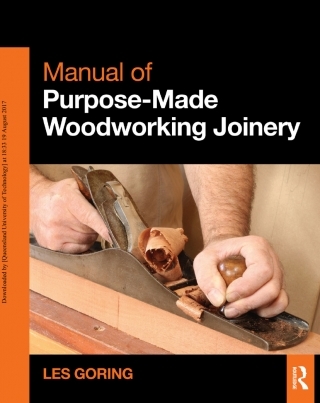 Manual of
Purpose-Made
Woodworking Joinery
Downloaded by [Queensland University of Technology] at 18:33 19 August 2017
LES GORING
R
Routledge